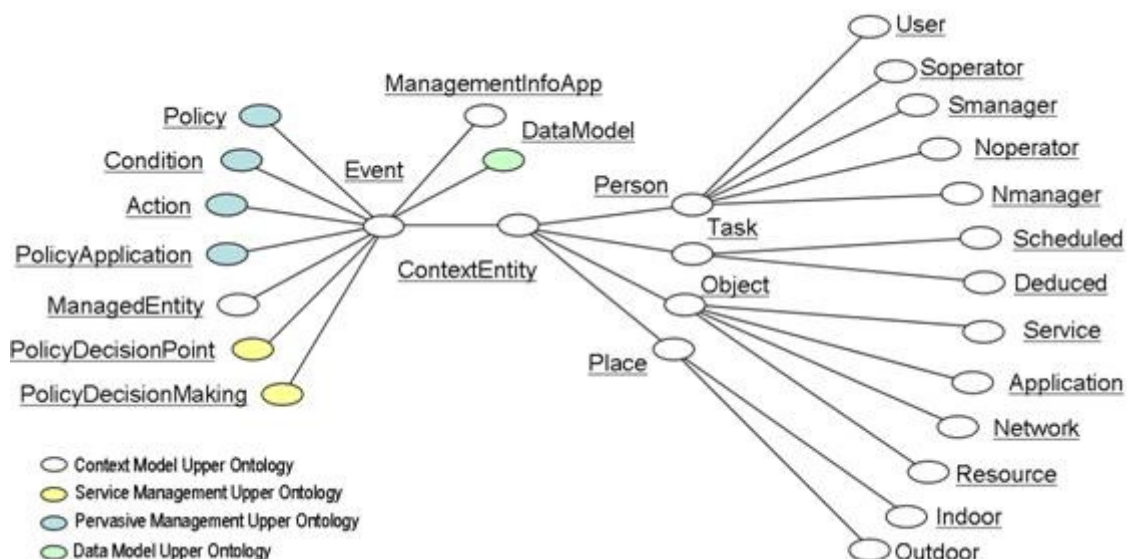 User
Soperator
ManagementInfoApp
Smanager
Policy
DataModel
Noperator
Condition
Event
Person
Nmanager
Action
Task
Scheduled
PolicyApplication
ContextEntity
Object
Deduced
ManagedEntity
Service
PolicyDecisionPoint
Place
Application
PolicyDecisionMaking
Network
Context Model Upper Ontology
Resource
Service Management Upper Ontology
Indoor
Pervasive Management Upper Ontology
Data Model Upper Ontology
Outdoor